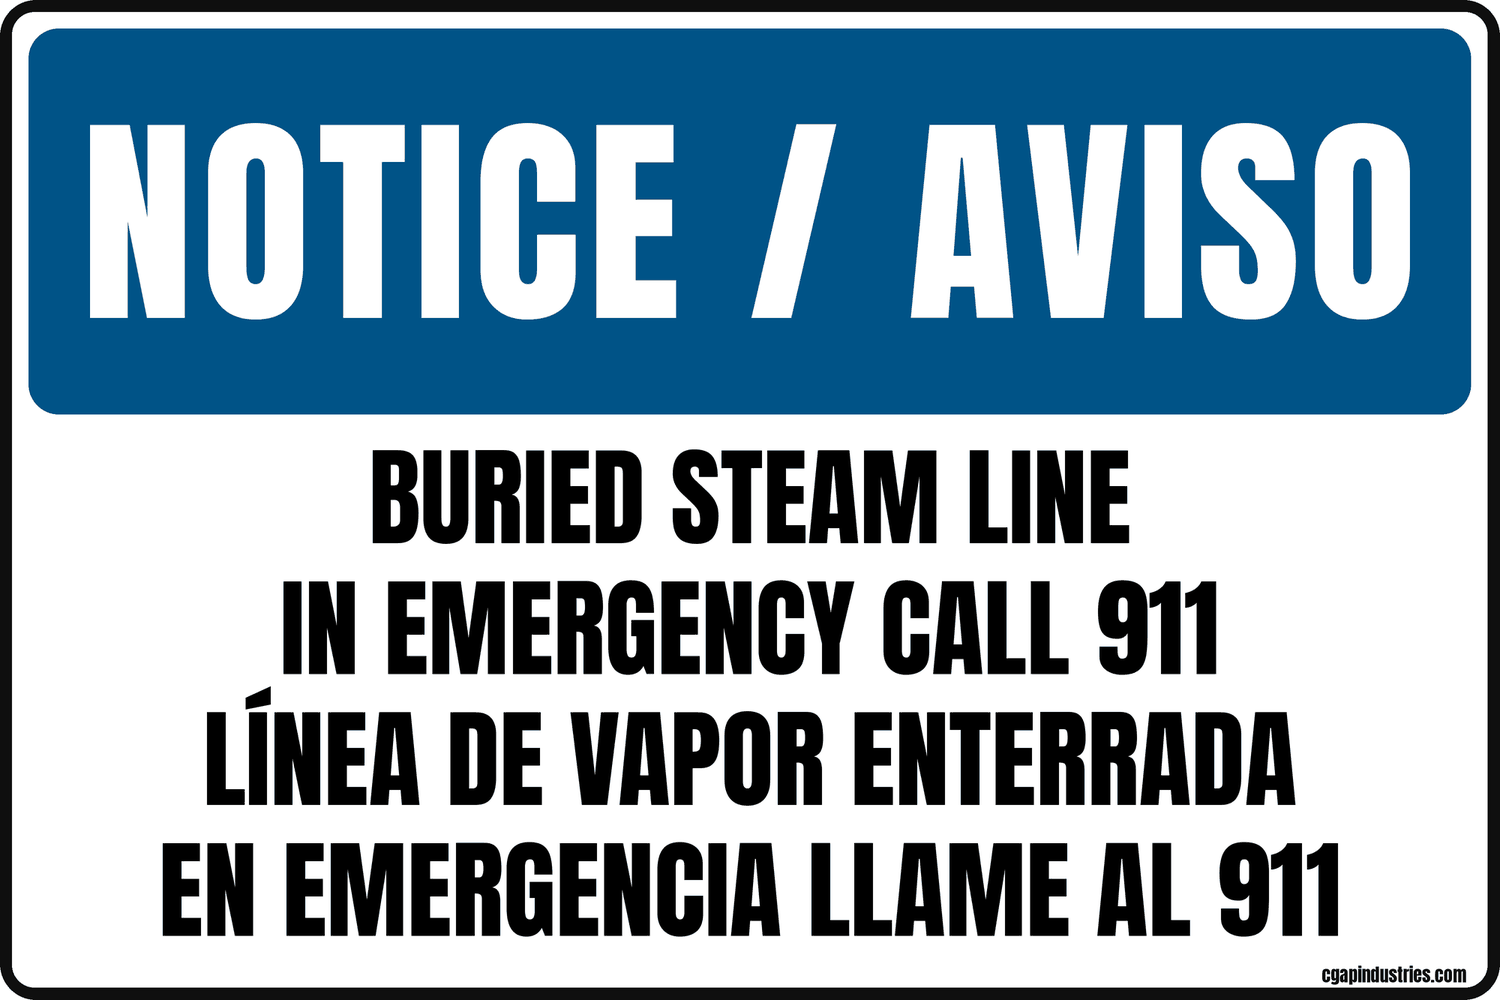 NOTICE / AVISO
BURIED STEAM LINE
IN EMERGENCY CALL 911
LÍNEA DE VAPOR ENTERRADA
EN EMERGENCIA LLAME AL 911
cgapindustries.com